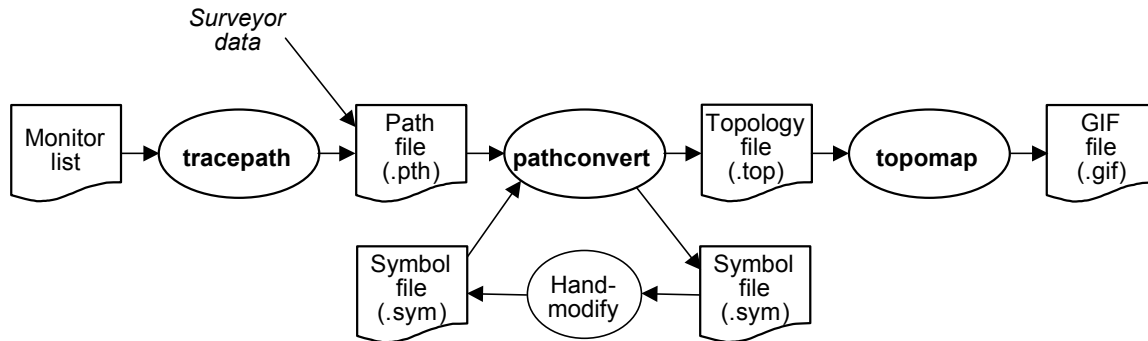 Surveyor
data
Monitor
list
tracepath
Path
file
(.pth)
pathconvert
Topology
file
(.top)
topomap
GIF
file
(.gif)
Symbol
file
(.sym)
Hand-
modify
Symbol
file
(.sym)